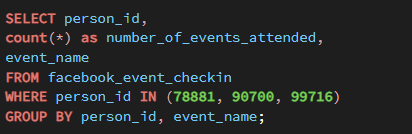 SELECT person_id,
count(*) as number_of_events_attended,
event_name
FROM facebook_event_checkin
WHERE person_id IN (78881, 90700, 99716)
GROUP BY person_id, event_name;